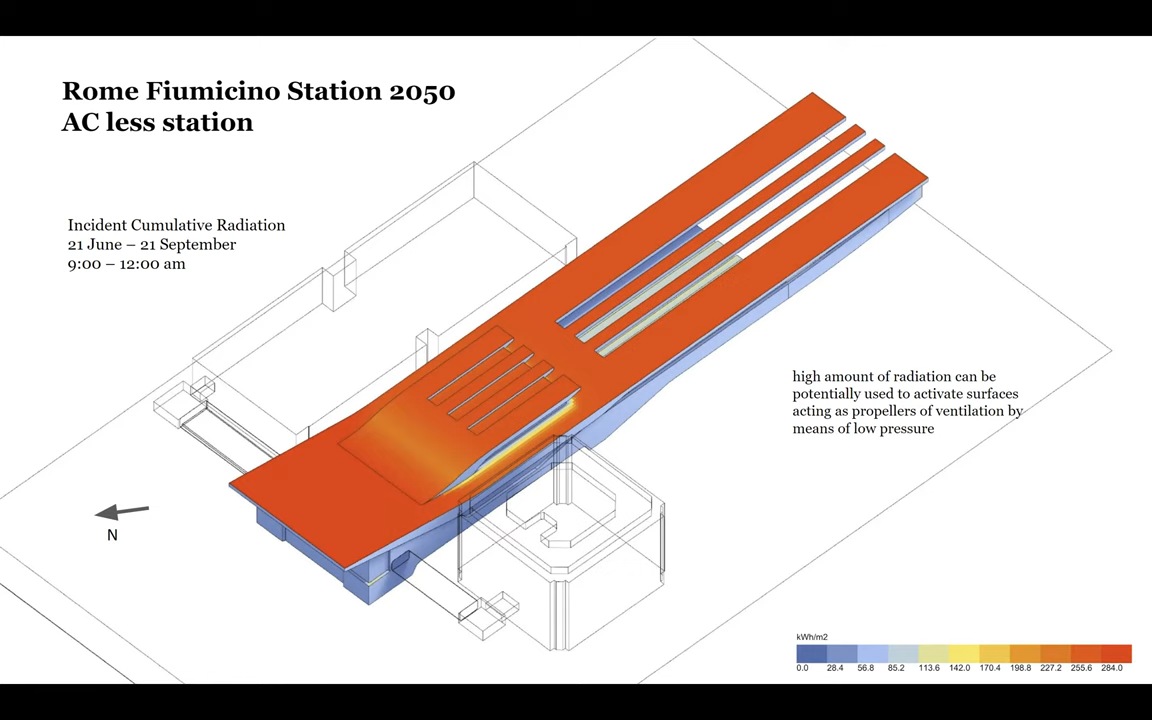 Rome Fiumicino Station 2050
AC less station
Incident Cumulative Radiation
21 June – 21 September
9:00 – 12:00 am
high amount of radiation can be
potentially used to activate surfaces
acting as propellers of ventilation by
means of low pressure
N
kWh/m2
0.0 28.4 56.8 85.2 113.6 142.0 170.4 198.8 227.2 255.6 284.0